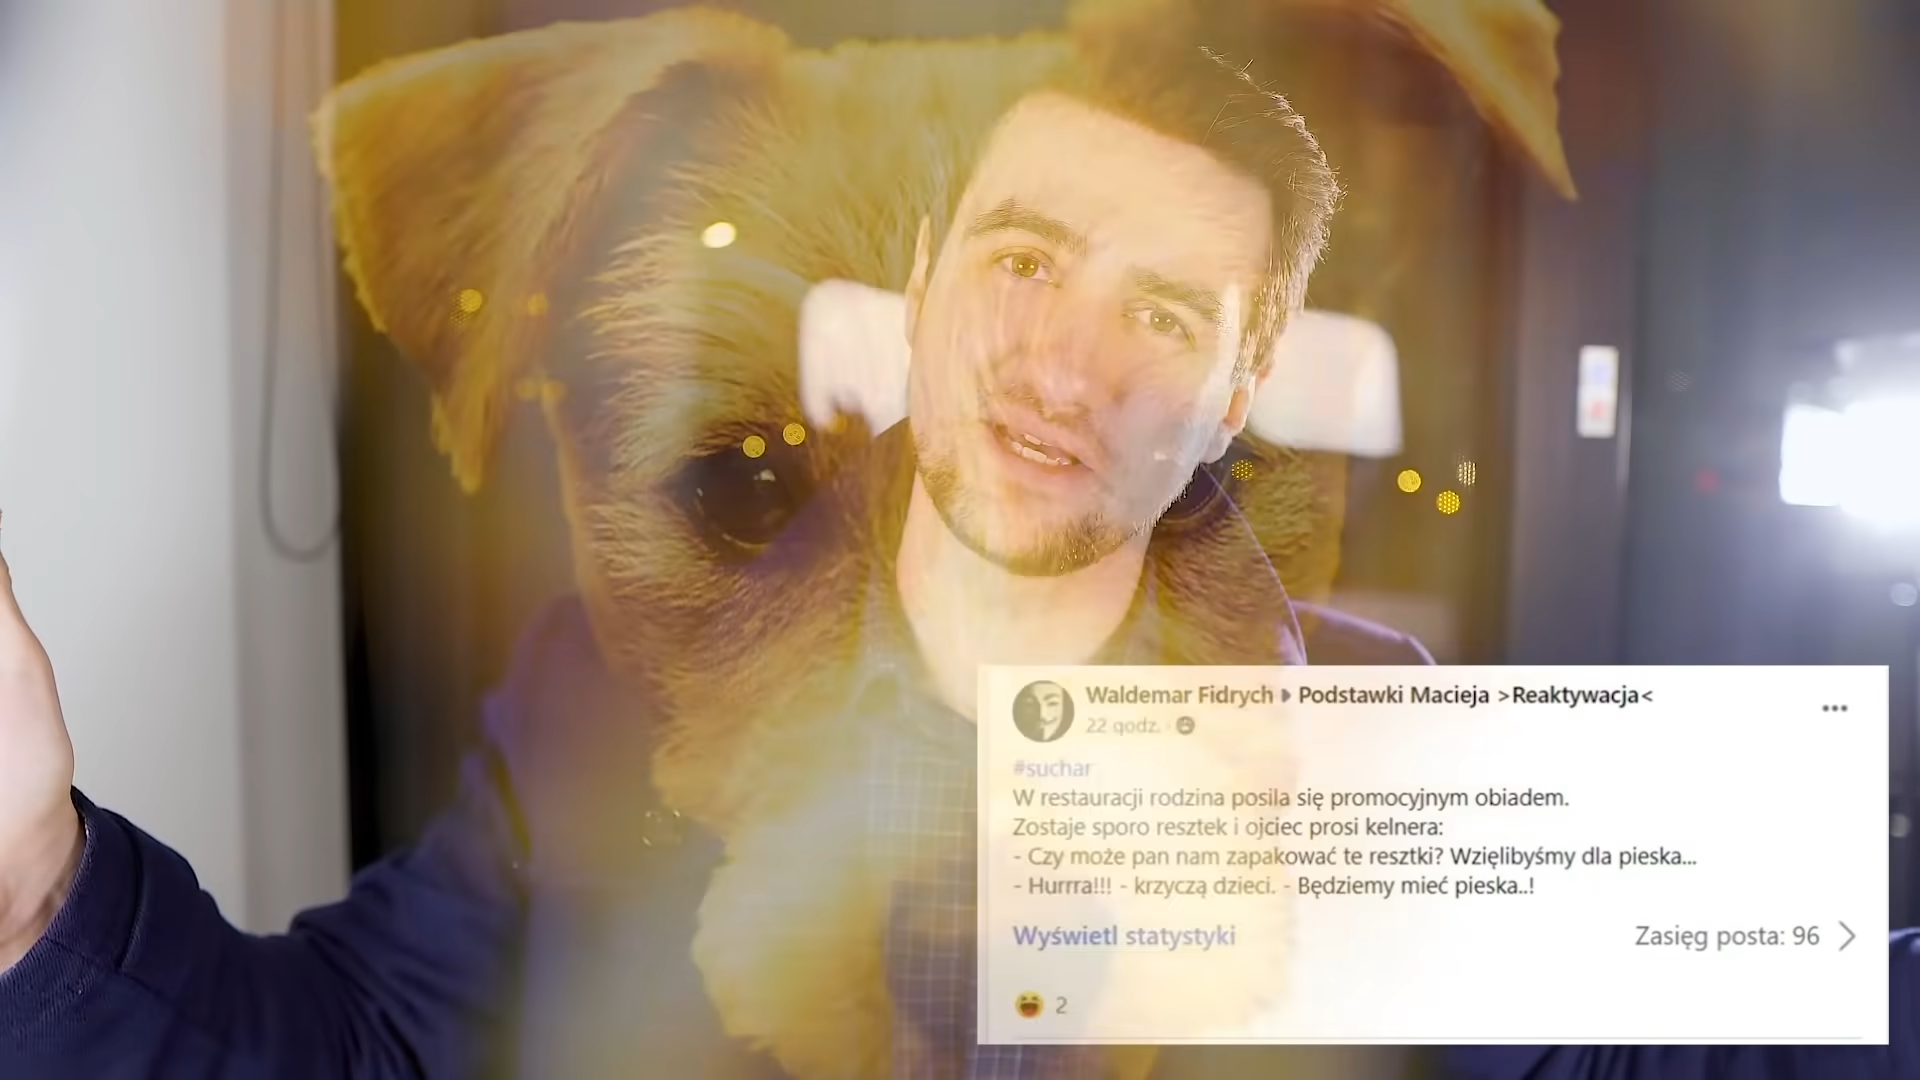 Waldemar Fidrych ▸ Podstawki Macieja >Reaktywacja<
22 godz. ·
#suchar
W restauracji rodzina posila się promocyjnym obiadem.
Zostaje sporo resztek i ojciec prosi kelnera:
- Czy może pan nam zapakować te resztki? Wzięlibyśmy dla pieska...
- Hurrra!!! - krzyczą dzieci. - Będziemy mieć pieska..!
Wyświetl statystyki
Zasięg posta: 96
2